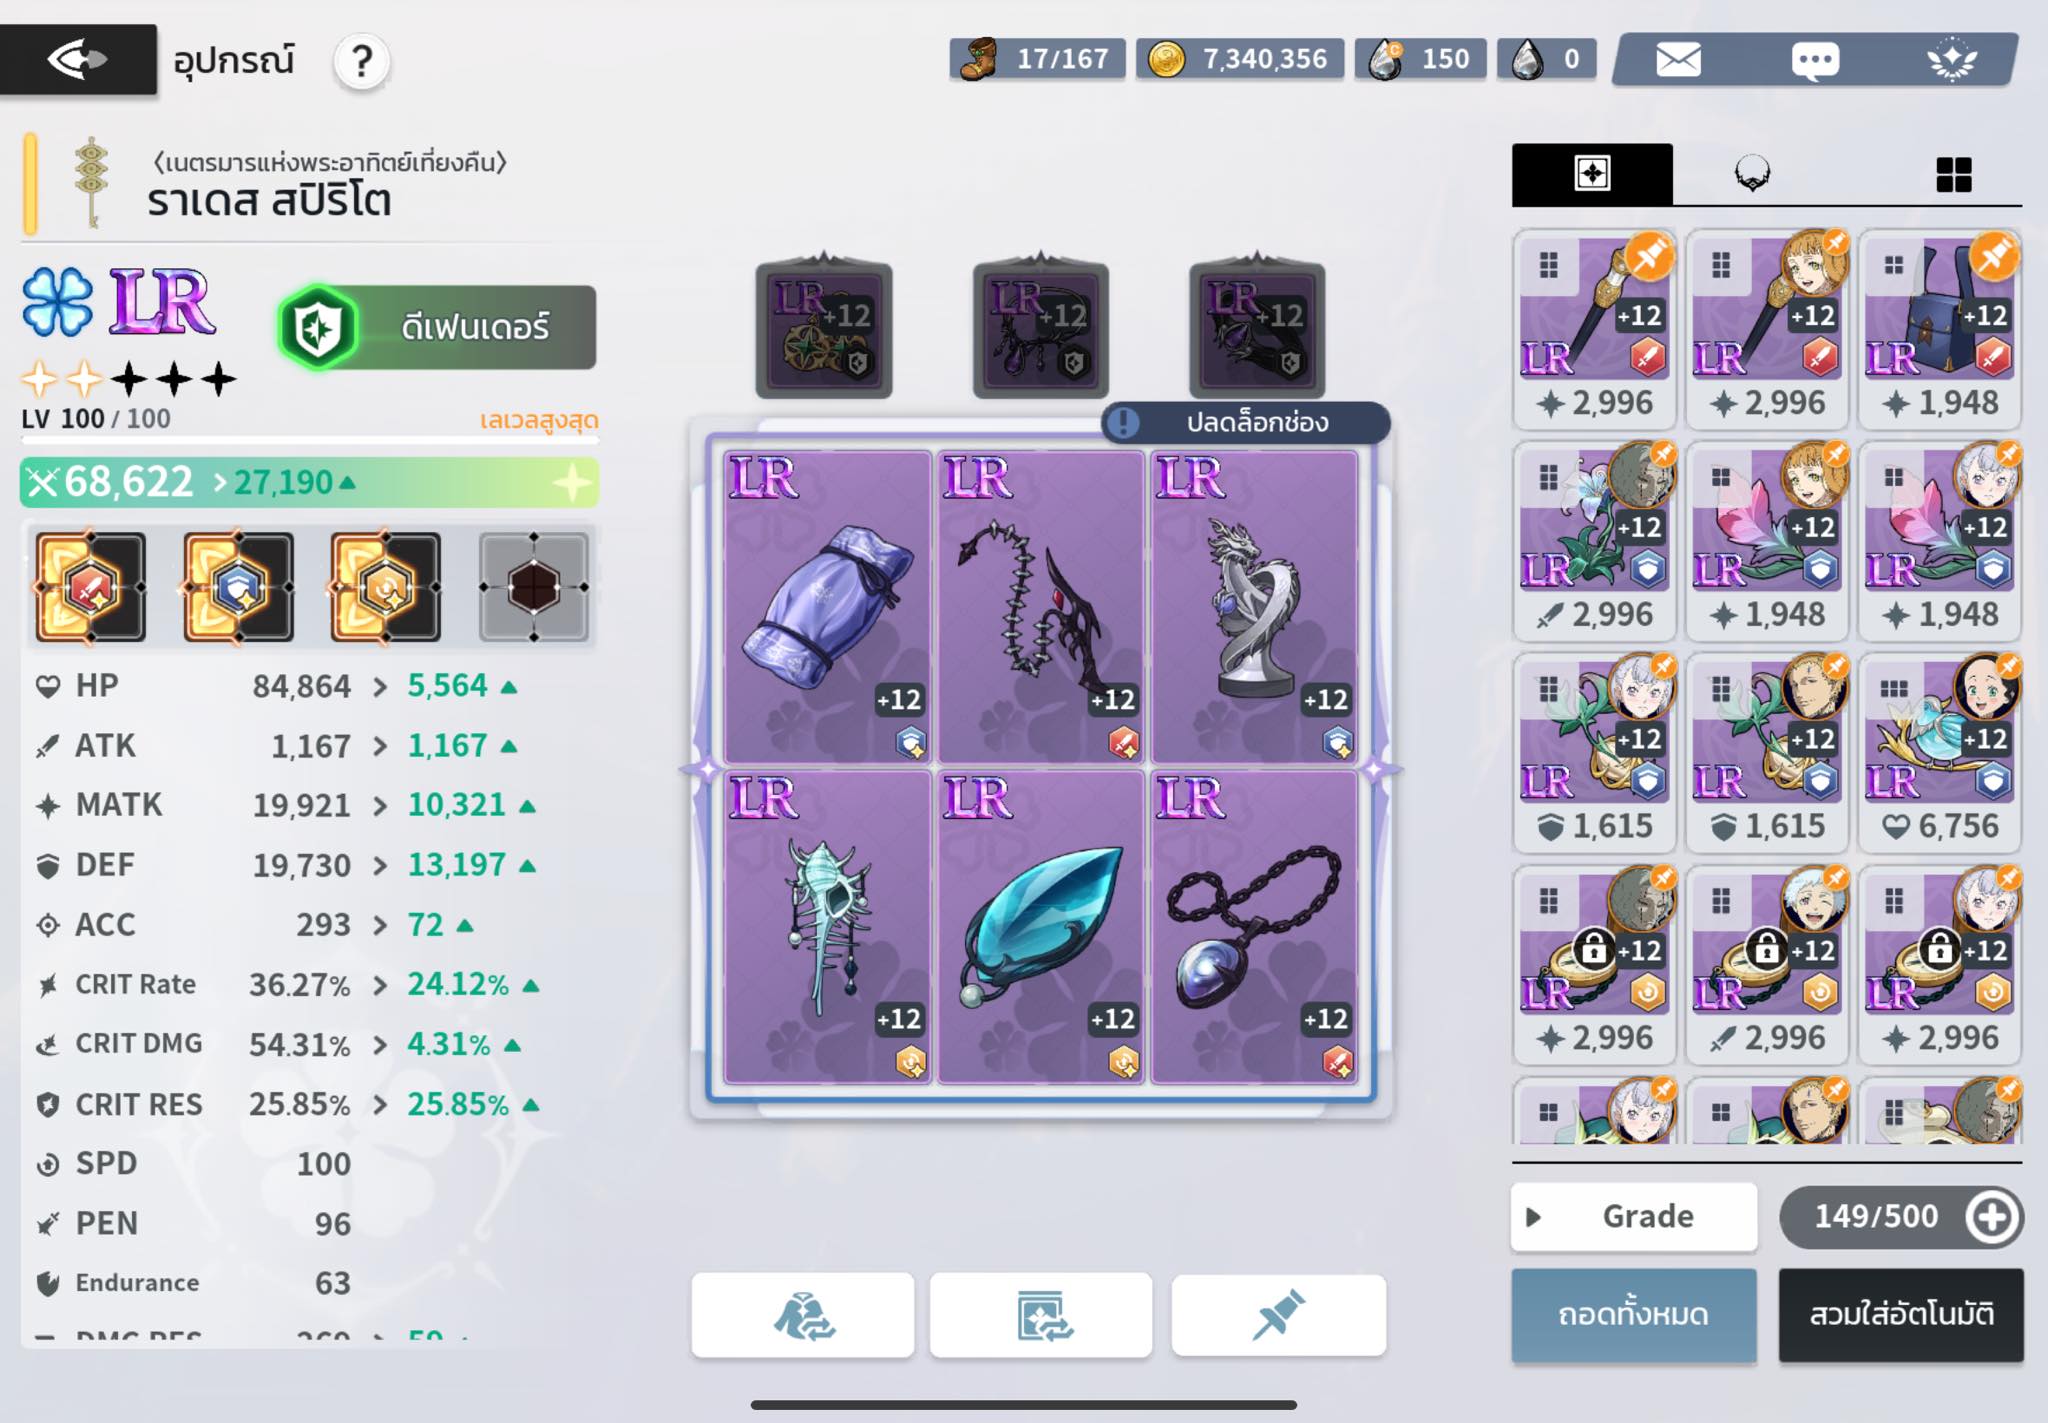 อุปกรณ์
?
17/167
7,340,356
150
0
〈เนตรมารแห่งพระอาทิตย์เที่ยงคืน〉
ราเดส สปิริโต
LR
ดีเฟนเดอร์
LV 100 / 100
เลเวลสูงสุด
68,622 > 27,190
HP 84,864 > 5,564
ATK 1,167 > 1,167
MATK 19,921 > 10,321
DEF 19,730 > 13,197
ACC 293 > 72
CRIT Rate 36.27% > 24.12%
CRIT DMG 54.31% > 4.31%
CRIT RES 25.85% > 25.85%
SPD 100
PEN 96
Endurance 63
LR +12
LR +12
LR +12
ปลดล็อกช่อง
LR +12
LR +12
LR +12
LR +12
LR +12
LR +12
+12 LR 2,996
+12 LR 2,996
+12 LR 1,948
+12 LR 2,996
+12 LR 1,948
+12 LR 1,948
+12 LR 1,615
+12 LR 1,615
+12 LR 6,756
+12 LR 2,996
+12 LR 2,996
+12 LR 2,996
Grade
149/500
ถอดทั้งหมด
สวมใส่อัตโนมัติ